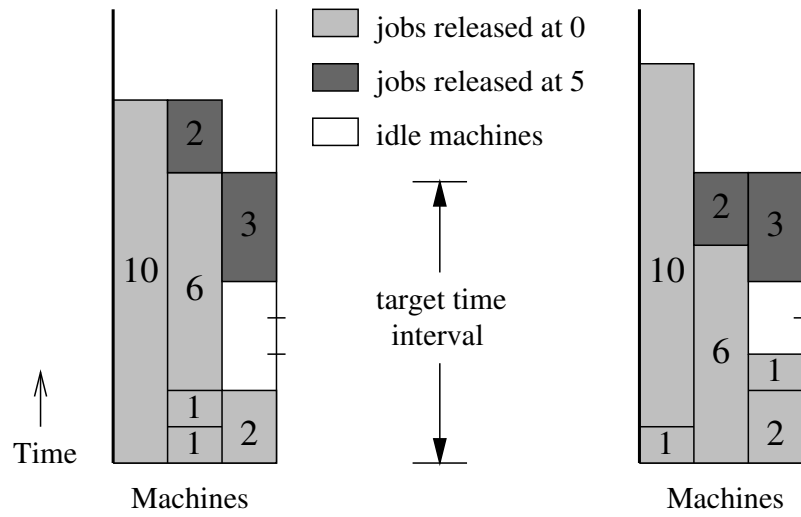 jobs released at 0
jobs released at 5
idle machines
2
3
10
6
1
1
2
target time
interval
2
3
10
6
1
1
2
Time
Machines
Machines